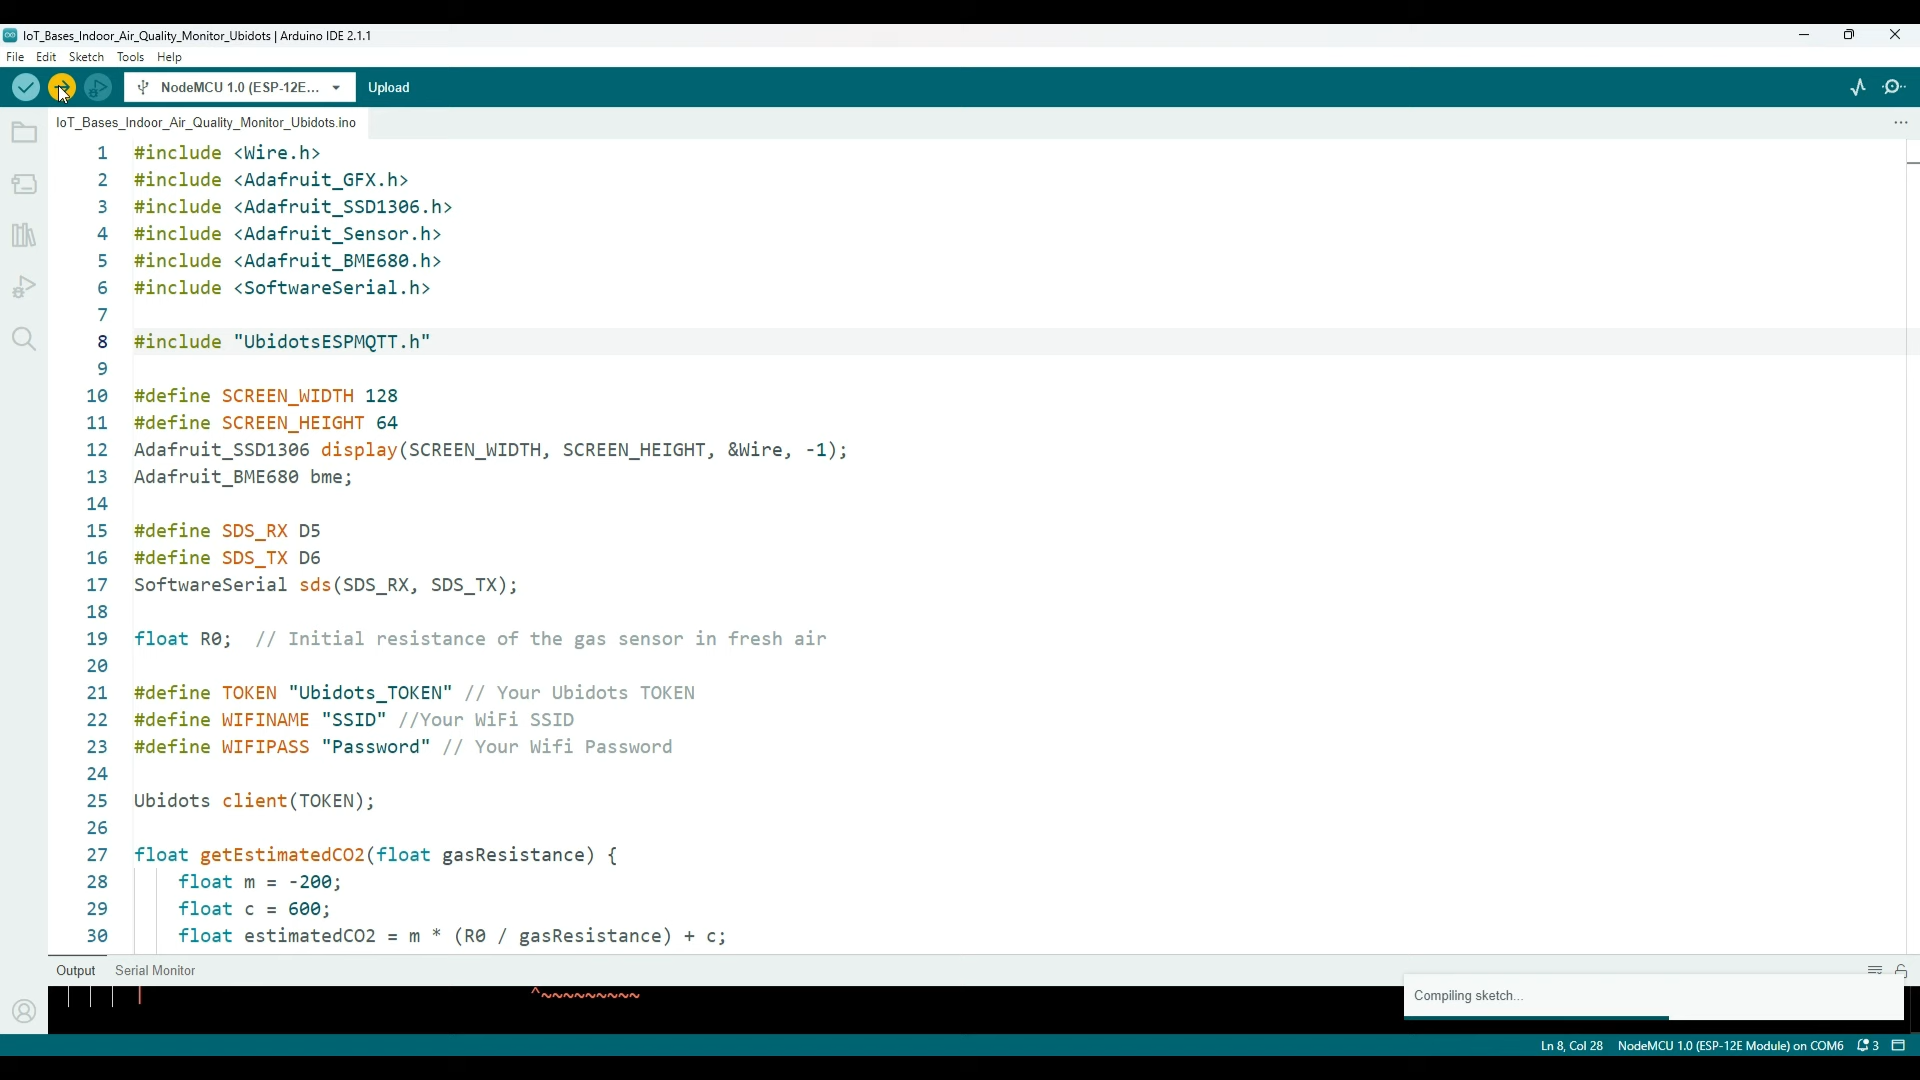 IoT_Bases_Indoor_Air_Quality_Monitor_Ubidots | Arduino IDE 2.1.1
File Edit Sketch Tools Help
NodeMCU 1.0 (ESP-12E... Upload
IoT_Bases_Indoor_Air_Quality_Monitor_Ubidots.ino ...
1 #include <Wire.h>
2 #include <Adafruit_GFX.h>
3 #include <Adafruit_SSD1306.h>
4 #include <Adafruit_Sensor.h>
5 #include <Adafruit_BME680.h>
6 #include <SoftwareSerial.h>
7
8 #include "UbidotsESPMQTT.h"
9
10 #define SCREEN_WIDTH 128
11 #define SCREEN_HEIGHT 64
12 Adafruit_SSD1306 display(SCREEN_WIDTH, SCREEN_HEIGHT, &Wire, -1);
13 Adafruit_BME680 bme;
14
15 #define SDS_RX D5
16 #define SDS_TX D6
17 SoftwareSerial sds(SDS_RX, SDS_TX);
18
19 float R0; // Initial resistance of the gas sensor in fresh air
20
21 #define TOKEN "Ubidots_TOKEN" // Your Ubidots TOKEN
22 #define WIFINAME "SSID" //Your WiFi SSID
23 #define WIFIPASS "Password" // Your Wifi Password
24
25 Ubidots client(TOKEN);
26
27 float getEstimatedCO2(float gasResistance) {
28 float m = -200;
29 float c = 600;
30 float estimatedCO2 = m * (R0 / gasResistance) + c;
Output Serial Monitor
^~~~~~~~~~
Compiling sketch...
Ln 8, Col 28 NodeMCU 1.0 (ESP-12E Module) on COM6 3